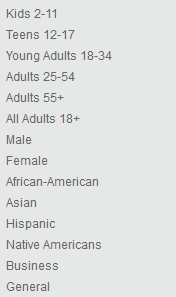 Kids 2-11
Teens 12-17
Young Adults 18-34
Adults 25-54
Adults 55+
All Adults 18+
Male
Female
African-American
Asian
Hispanic
Native Americans
Business
General